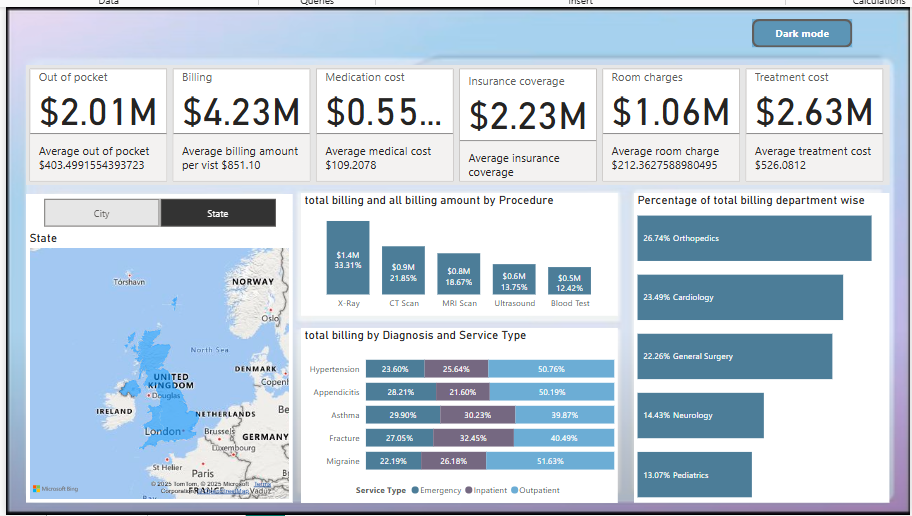 Data
Queries
Insert
Calculations
Dark mode
Out of pocket
$2.01M
Average out of pocket
$403.4991554393723
Billing
$4.23M
Average billing amount
per vist $851.10
Medication cost
$0.55...
Average medical cost
$109.2078
Insurance coverage
$2.23M
Average insurance
coverage
Room charges
$1.06M
Average room charge
$212.3627588980495
Treatment cost
$2.63M
Average treatment cost
$526.0812
City
State
State
Tórshavn
NORWAY
Oslo
North Sea
DENMARK
Copenh
UNITED
KINGDOM
Douglas
IRELAND
NETHERLANDS
Be
London
Brussels
GERMANY
Luxembourg
St Helier
Paris
FRANCE
Vaduz
Microsoft Bing
© 2025 TomTom, © 2025 Microsoft
Terms
total billing and all billing amount by Procedure
$1.4M
33.31%
$0.9M
21.85%
$0.8M
18.67%
$0.6M
13.75%
$0.5M
12.42%
X-Ray
CT Scan
MRI Scan
Ultrasound
Blood Test
total billing by Diagnosis and Service Type
Hypertension 23.60% 25.64% 50.76%
Appendicitis 28.21% 21.60% 50.19%
Asthma 29.90% 30.23% 39.87%
Fracture 27.05% 32.45% 40.49%
Migraine 22.19% 26.18% 51.63%
Service Type Emergency Inpatient Outpatient
Percentage of total billing department wise
26.74% Orthopedics
23.49% Cardiology
22.26% General Surgery
14.43% Neurology
13.07% Pediatrics